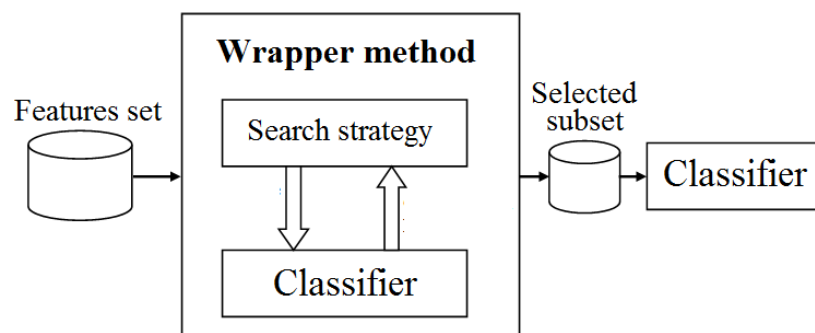 Wrapper method
Features set
Search strategy
Classifier
Selected
subset
Classifier